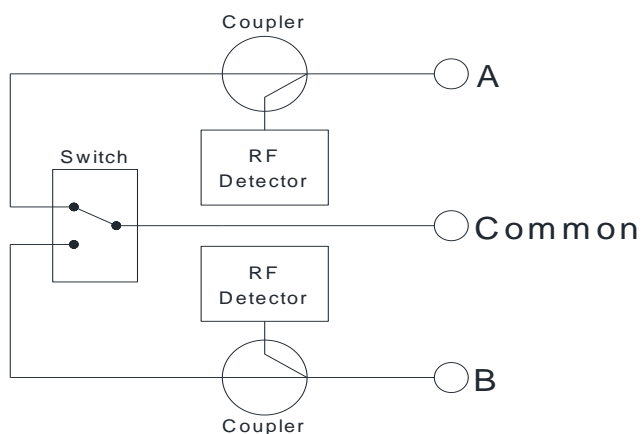 Coupler
A
RF
Detector
Switch
Common
RF
Detector
B
Coupler